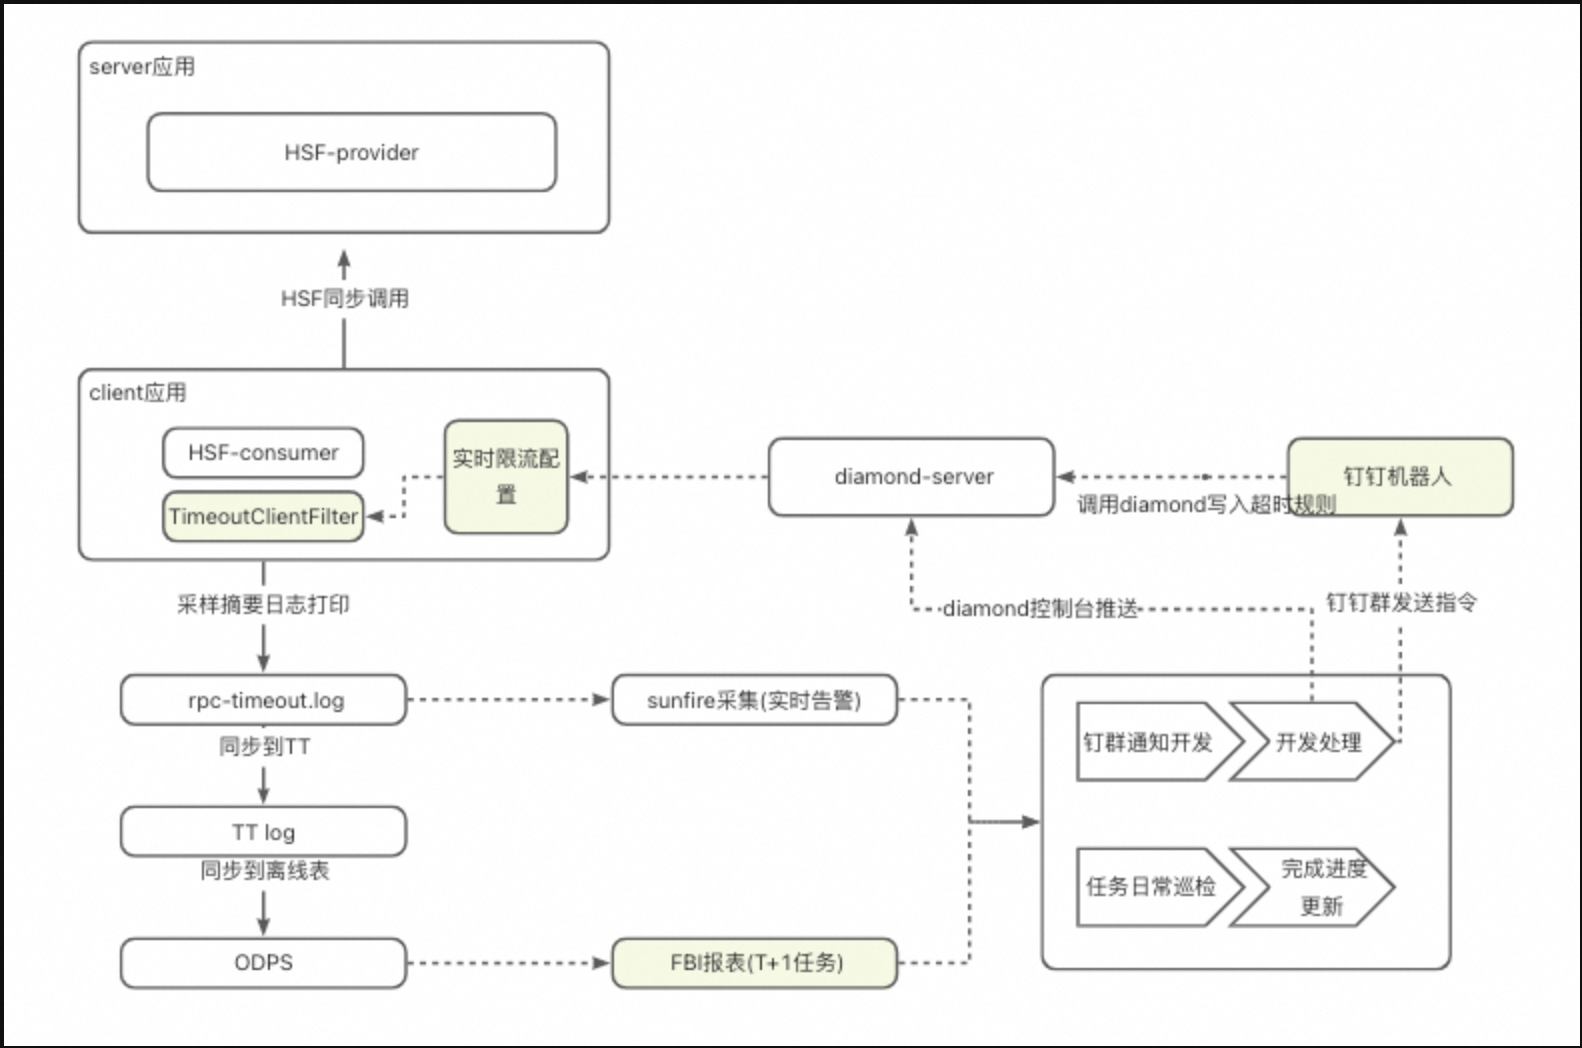 server应用
HSF-provider
HSF同步调用
client应用
HSF-consumer
TimeoutClientFilter
实时限流配
置
diamond-server
钉钉机器人
调用diamond写入超时规则
采样摘要日志打印
diamond控制台推送
钉钉群发送指令
rpc-timeout.log
sunfire采集(实时告警)
同步到TT
钉群通知开发
开发处理
TT log
同步到离线表
任务日常巡检
完成进度
更新
ODPS
FBI报表(T+1任务)